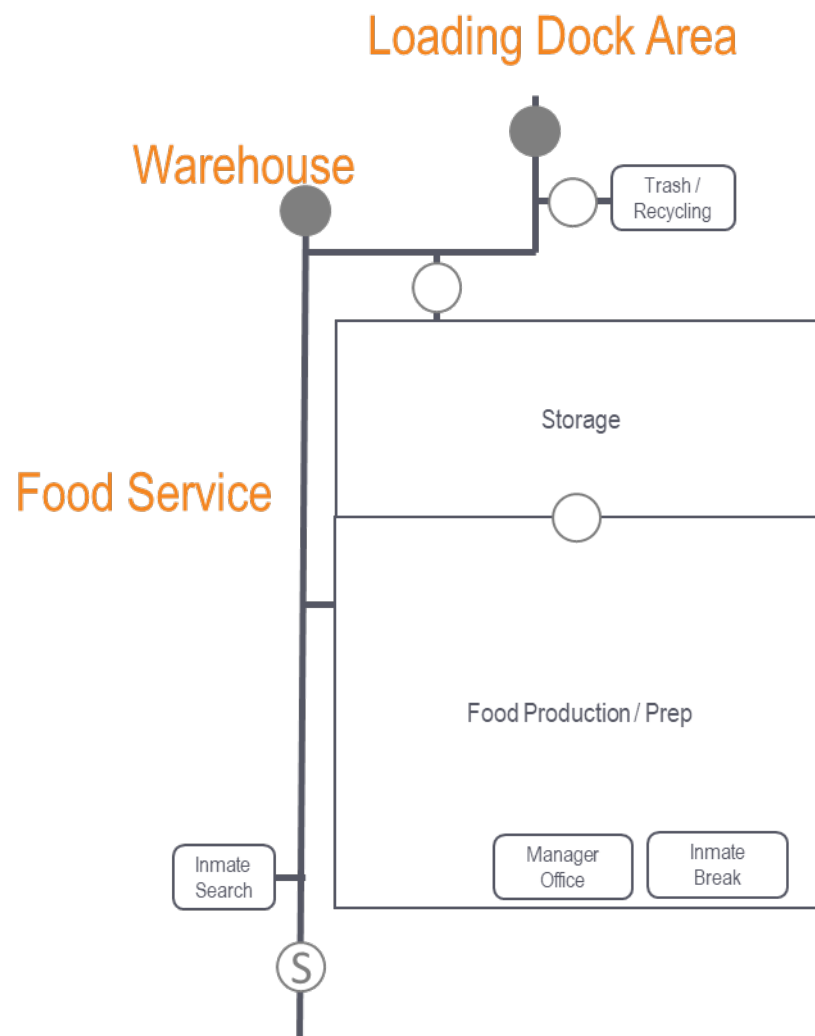 Loading Dock Area
Warehouse
Trash /
Recycling
Storage
Food Service
Food Production / Prep
Manager
Office
Inmate
Break
Inmate
Search
S